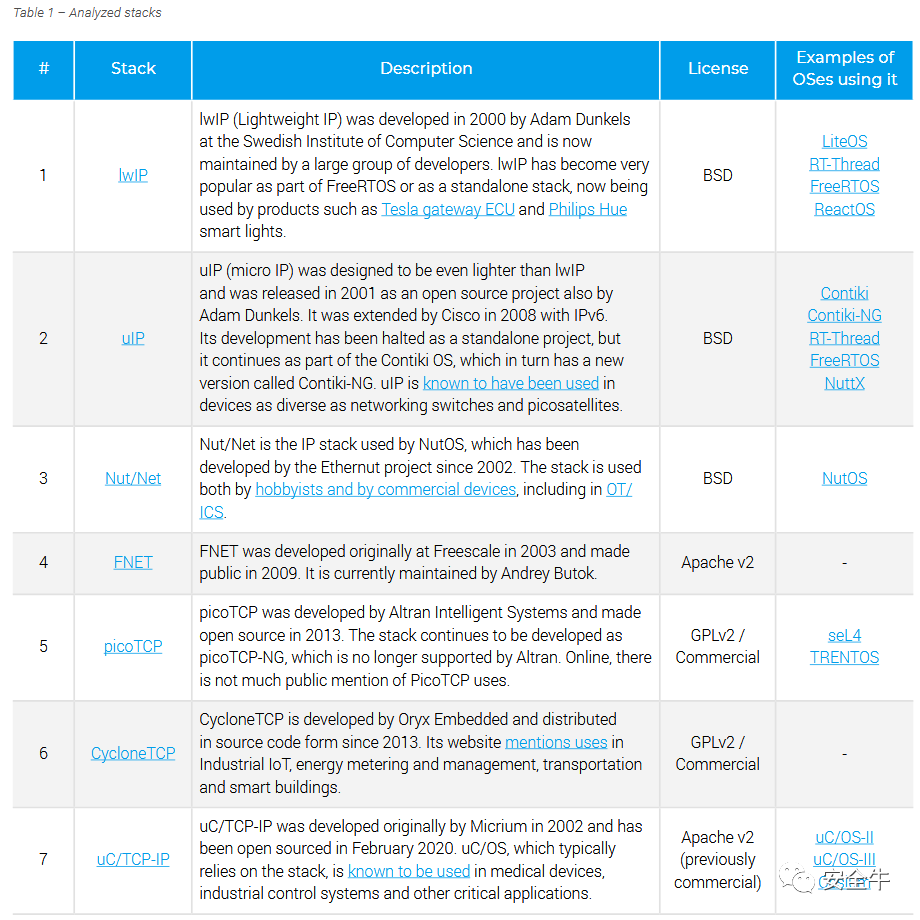 Table 1 – Analyzed stacks
#
Stack
Description
License
Examples of
OSes using it
1
lwIP
lwIP (Lightweight IP) was developed in 2000 by Adam Dunkels
at the Swedish Institute of Computer Science and is now
maintained by a large group of developers. lwIP has become very
popular as part of FreeRTOS or as a standalone stack, now being
used by products such as Tesla gateway ECU and Philips Hue
smart lights.
BSD
LiteOS
RT-Thread
FreeRTOS
ReactOS
2
uIP
uIP (micro IP) was designed to be even lighter than lwIP
and was released in 2001 as an open source project also by
Adam Dunkels. It was extended by Cisco in 2008 with IPv6.
Its development has been halted as a standalone project, but
it continues as part of the Contiki OS, which in turn has a new
version called Contiki-NG. uIP is known to have been used in
devices as diverse as networking switches and picosatellites.
BSD
Contiki
Contiki-NG
RT-Thread
FreeRTOS
NuttX
3
Nut/Net
Nut/Net is the IP stack used by NutOS, which has been
developed by the Ethernut project since 2002. The stack is used
both by hobbyists and by commercial devices, including in OT/
ICS.
BSD
NutOS
4
FNET
FNET was developed originally at Freescale in 2003 and made
public in 2009. It is currently maintained by Andrey Butok.
Apache v2
-
5
picoTCP
picoTCP was developed by Altran Intelligent Systems and made
open source in 2013. The stack continues to be developed as
picoTCP-NG, which is no longer supported by Altran. Online, there
is not much public mention of PicoTCP uses.
GPLv2 /
Commercial
seL4
TRENTOS
6
CycloneTCP
CycloneTCP is developed by Oryx Embedded and distributed
in source code form since 2013. Its website mentions uses in
Industrial IoT, energy metering and management, transportation
and smart buildings.
GPLv2 /
Commercial
-
7
uC/TCP-IP
uC/TCP-IP was developed originally by Micrium in 2002 and has
been open sourced in February 2020. uC/OS, which typically
relies on the stack, is known to be used in medical devices,
industrial control systems and other critical applications.
Apache v2
(previously
commercial)
uC/OS-II
uC/OS-III
安全牛